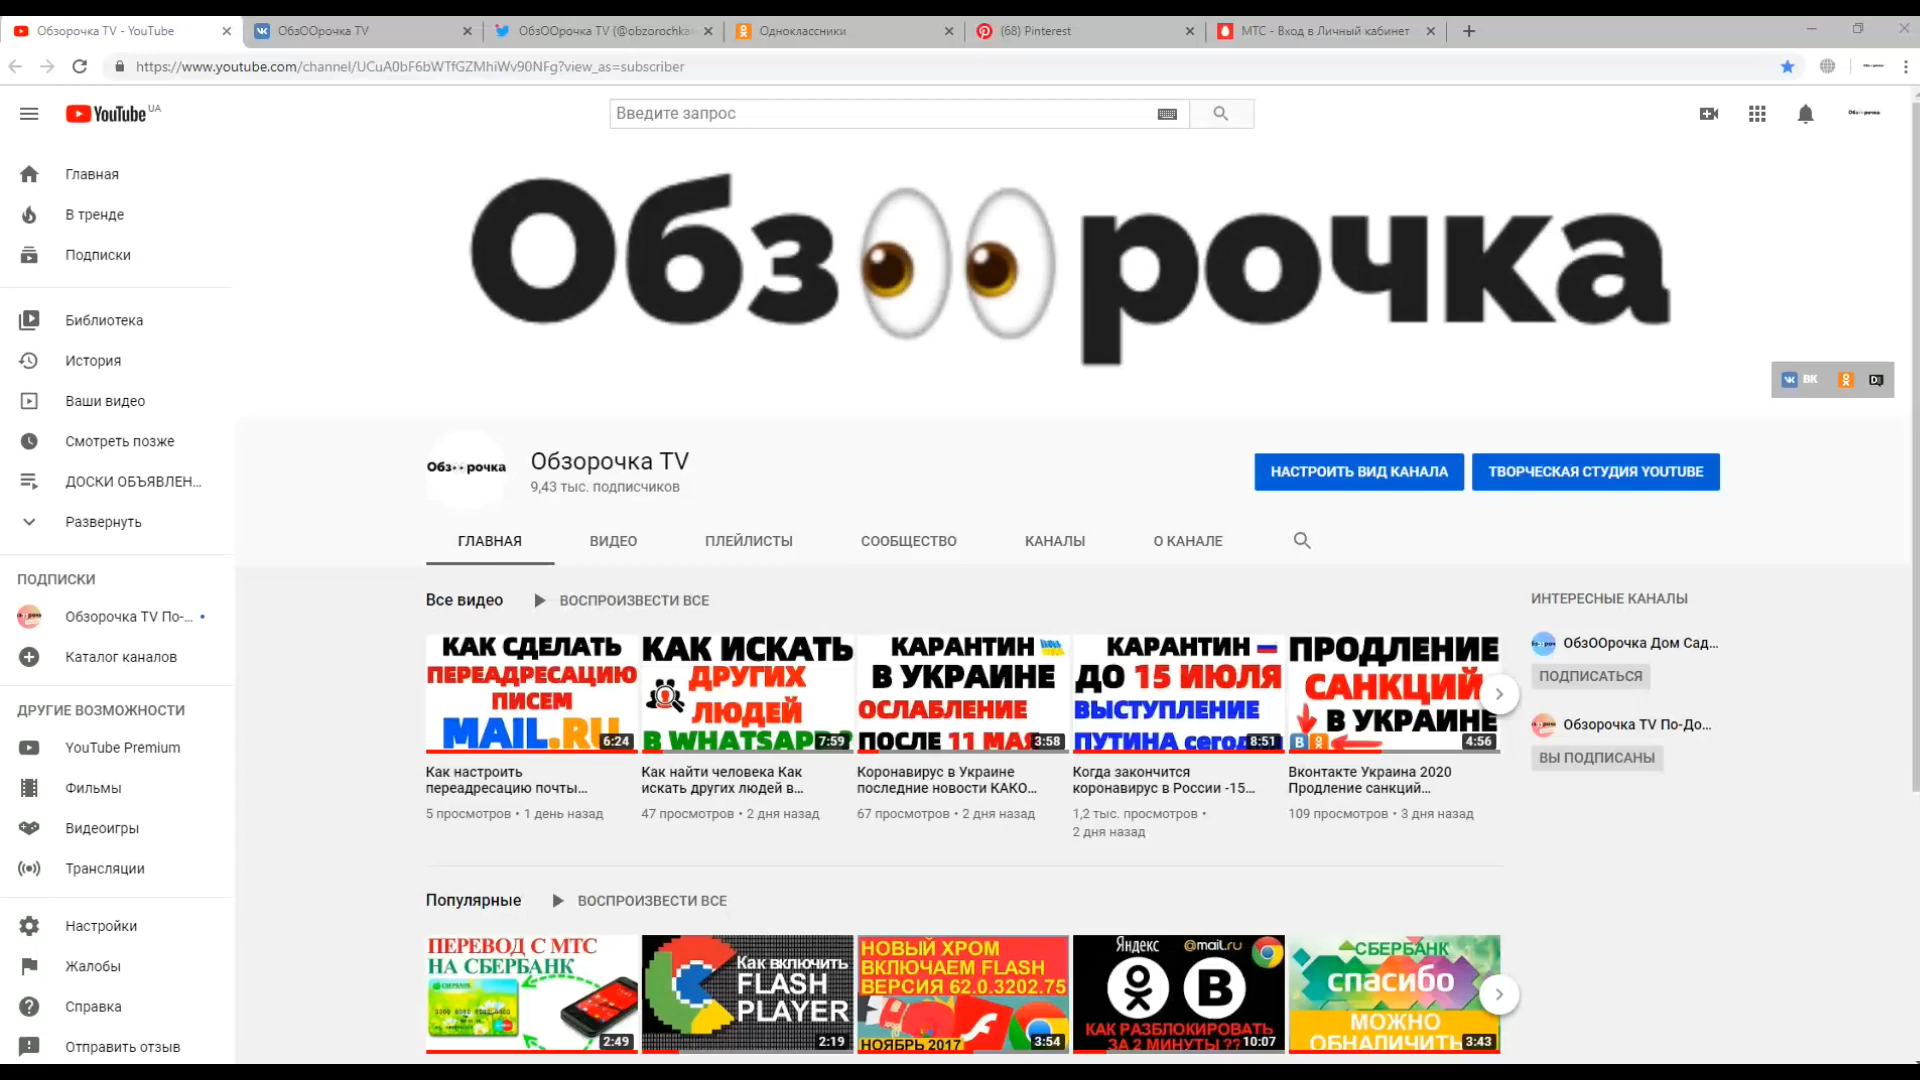 Обзорочка TV - YouTube
ОбзООрочка TV
ОбзООрочка TV (@obzorochka
Одноклассники
(68) Pinterest
МТС - Вход в Личный кабинет
https://www.youtube.com/channel/UCuA0bF6bWTfGZMhiWv90NFg?view_as=subscriber
YouTube UA
Введите запрос
Главная
В тренде
Подписки
Библиотека
История
Ваши видео
Смотреть позже
ДОСКИ ОБЪЯВЛЕН...
Развернуть
ПОДПИСКИ
Обзорочка TV По-...
Каталог каналов
ДРУГИЕ ВОЗМОЖНОСТИ
YouTube Premium
Фильмы
Видеоигры
Трансляции
Настройки
Жалобы
Справка
Отправить отзыв
Обз рочка
ВК
Обз рочка
Обзорочка TV
9,43 тыс. подписчиков
НАСТРОИТЬ ВИД КАНАЛА
ТВОРЧЕСКАЯ СТУДИЯ YOUTUBE
ГЛАВНАЯ
ВИДЕО
ПЛЕЙЛИСТЫ
СООБЩЕСТВО
КАНАЛЫ
О КАНАЛЕ
Все видео
ВОСПРОИЗВЕСТИ ВСЕ
КАК СДЕЛАТЬ
ПЕРЕАДРЕСАЦИЮ
ПИСЕМ
MAIL.RU
6:24
Как настроить
переадресацию почты...
5 просмотров • 1 день назад
КАК ИСКАТЬ
ДРУГИХ
ЛЮДЕЙ
В WHATSAPP?
7:59
Как найти человека Как
искать других людей в...
47 просмотров • 2 дня назад
КАРАНТИН
В УКРАИНЕ
ОСЛАБЛЕНИЕ
ПОСЛЕ 11 МАЯ
3:58
Коронавирус в Украине
последние новости КАКО...
67 просмотров • 2 дня назад
КАРАНТИН
ДО 15 ИЮЛЯ
ВЫСТУПЛЕНИЕ
ПУТИНА сегод
8:51
Когда закончится
коронавирус в России -15...
1,2 тыс. просмотров •
2 дня назад
ПРОДЛЕНИЕ
САНКЦИЙ
В УКРАИНЕ
4:56
Вконтакте Украина 2020
Продление санкций...
109 просмотров • 3 дня назад
ИНТЕРЕСНЫЕ КАНАЛЫ
ОбзООрочка Дом Сад...
ПОДПИСАТЬСЯ
Обзорочка TV По-До...
ВЫ ПОДПИСАНЫ
Популярные
ВОСПРОИЗВЕСТИ ВСЕ
ПЕРЕВОД С МТС
НА СБЕРБАНК
2:49
Как включить
FLASH
PLAYER
2:19
НОВЫЙ ХРОМ
ВКЛЮЧАЕМ FLASH
ВЕРСИЯ 62.0.3202.75
НОЯБРЬ 2017
3:54
Яндекс @mail.ru
В
КАК РАЗБЛОКИРОВАТЬ
ЗА 2 МИНУТЫ ??
10:07
СБЕРБАНК
спасибо
МОЖНО
ОБНАЛИЧИТЬ
3:43